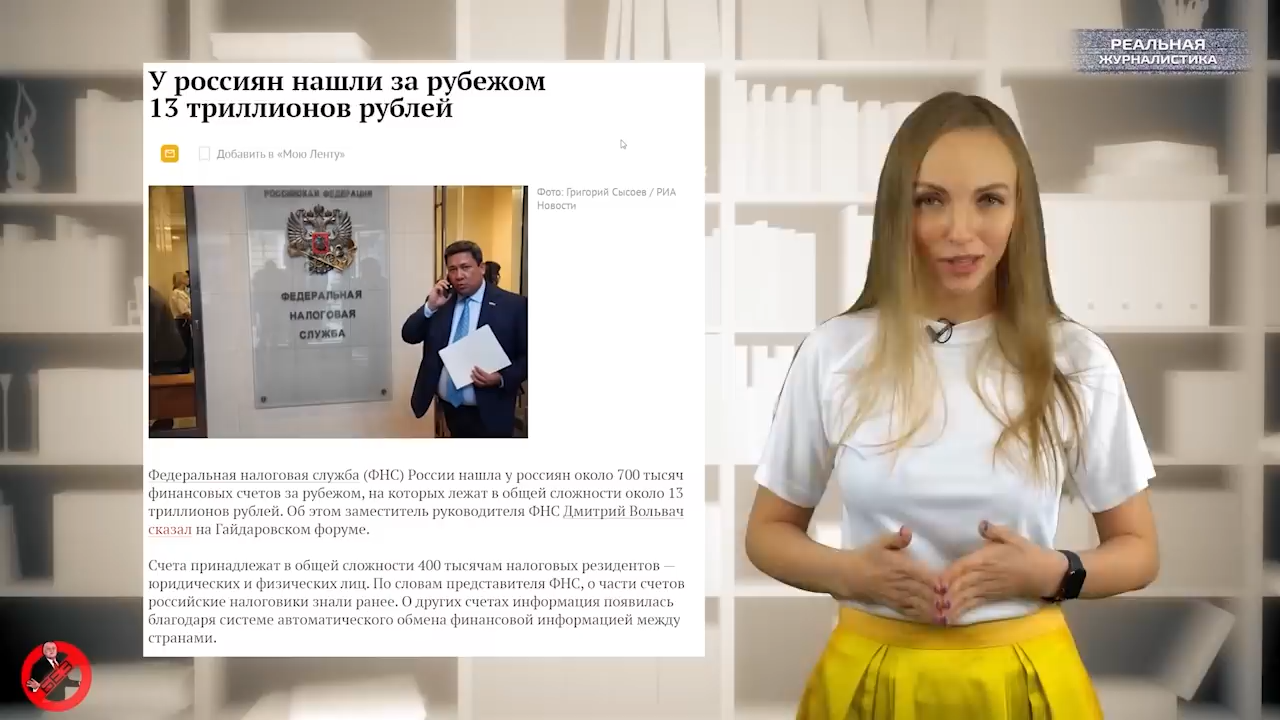 РЕАЛЬНАЯ
ЖУРНАЛИСТИКА
У россиян нашли за рубежом
13 триллионов рублей
Добавить в «Мою Ленту»
Фото: Григорий Сысоев / РИА
Новости
РОССИЙСКАЯ ФЕДЕРАЦИЯ
ФЕДЕРАЛЬНАЯ
НАЛОГОВАЯ
СЛУЖБА
Федеральная налоговая служба (ФНС) России нашла у россиян около 700 тысяч
финансовых счетов за рубежом, на которых лежат в общей сложности около 13
триллионов рублей. Об этом заместитель руководителя ФНС Дмитрий Вольвач
сказал на Гайдаровском форуме.
Счета принадлежат в общей сложности 400 тысячам налоговых резидентов —
юридических и физических лиц. По словам представителя ФНС, о части счетов
российские налоговики знали ранее. О других счетах информация появилась
благодаря системе автоматического обмена финансовой информацией между
странами.
БЕЗ